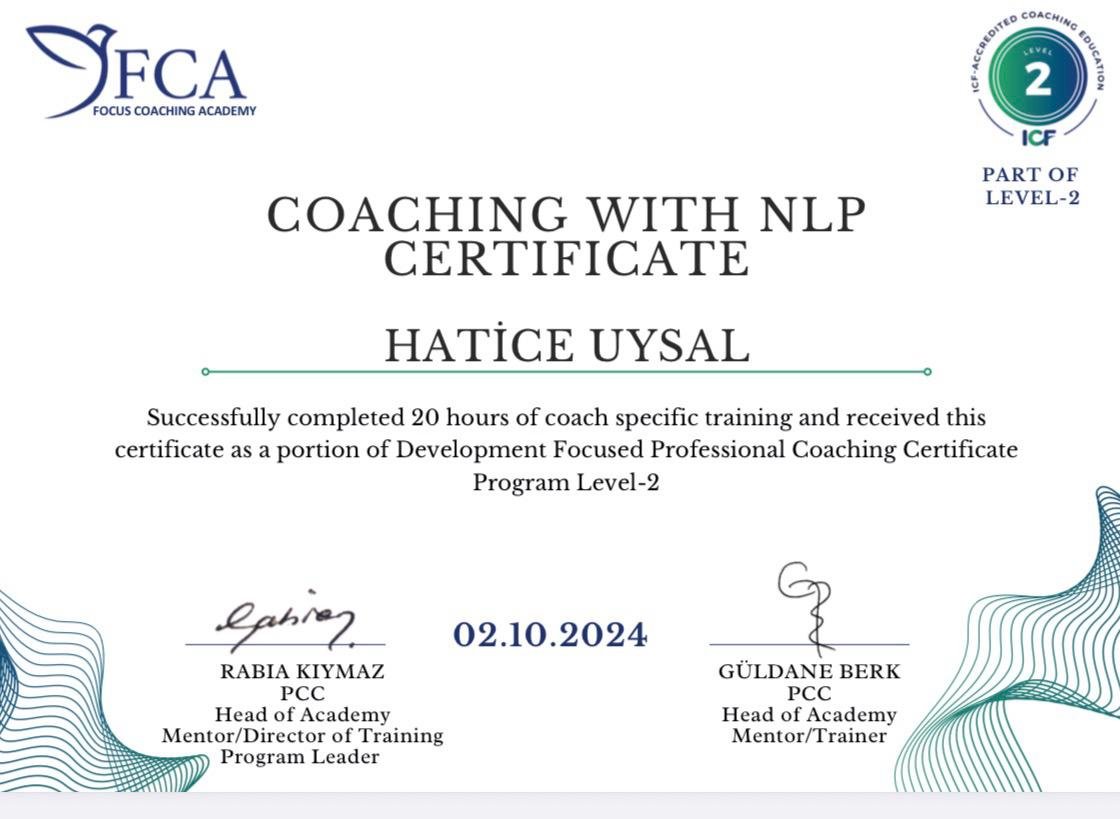 FCA
FOCUS COACHING ACADEMY
ICF-ACCREDITED COACHING EDUCATION
LEVEL
2
ICF
PART OF
LEVEL-2
COACHING WITH NLP
CERTIFICATE
HATİCE UYSAL
Successfully completed 20 hours of coach specific training and received this
certificate as a portion of Development Focused Professional Coaching Certificate
Program Level-2
02.10.2024
RABIA KIYMAZ
PCC
Head of Academy
Mentor/Director of Training
Program Leader
GÜLDANE BERK
PCC
Head of Academy
Mentor/Trainer